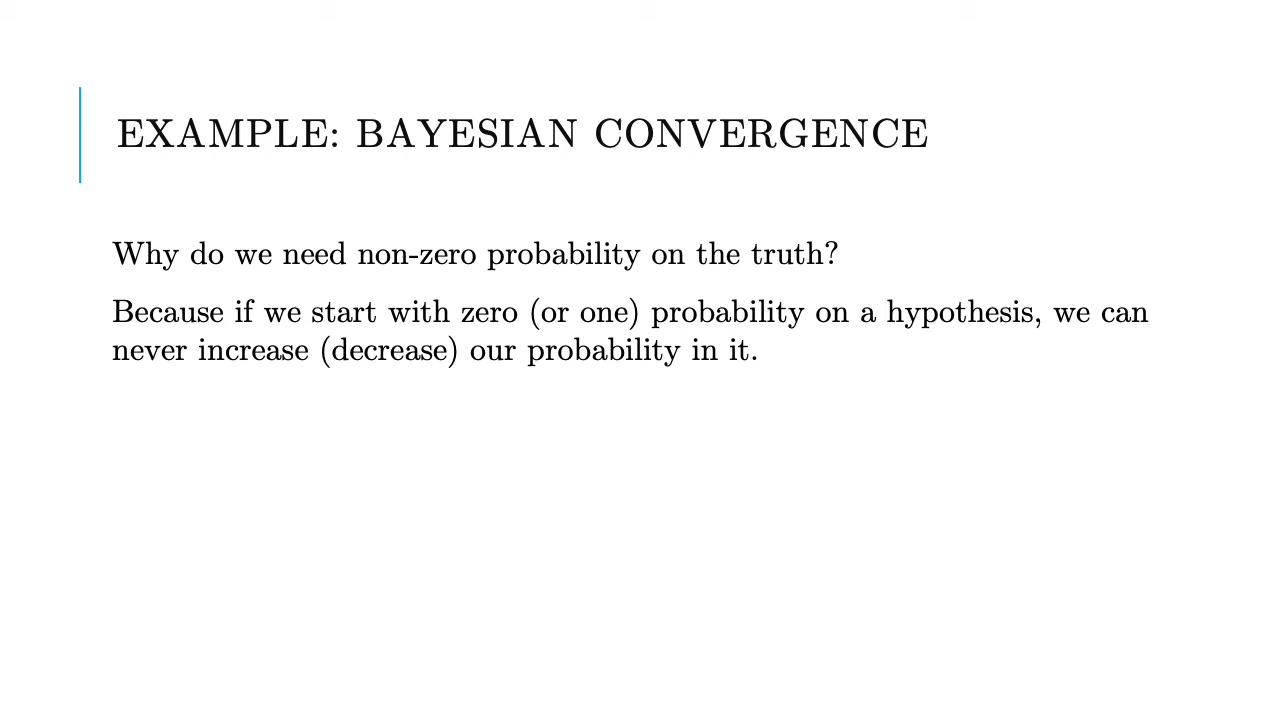 EXAMPLE: BAYESIAN CONVERGENCE
Why do we need non-zero probability on the truth?
Because if we start with zero (or one) probability on a hypothesis, we can
never increase (decrease) our probability in it.